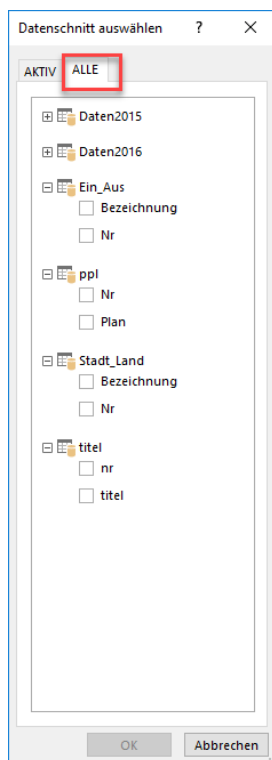 Datenschnitt auswählen ? ×
AKTIV ALLE
Daten2015
Daten2016
Ein_Aus
Bezeichnung
Nr
ppl
Nr
Plan
Stadt_Land
Bezeichnung
Nr
titel
nr
titel
OK Abbrechen